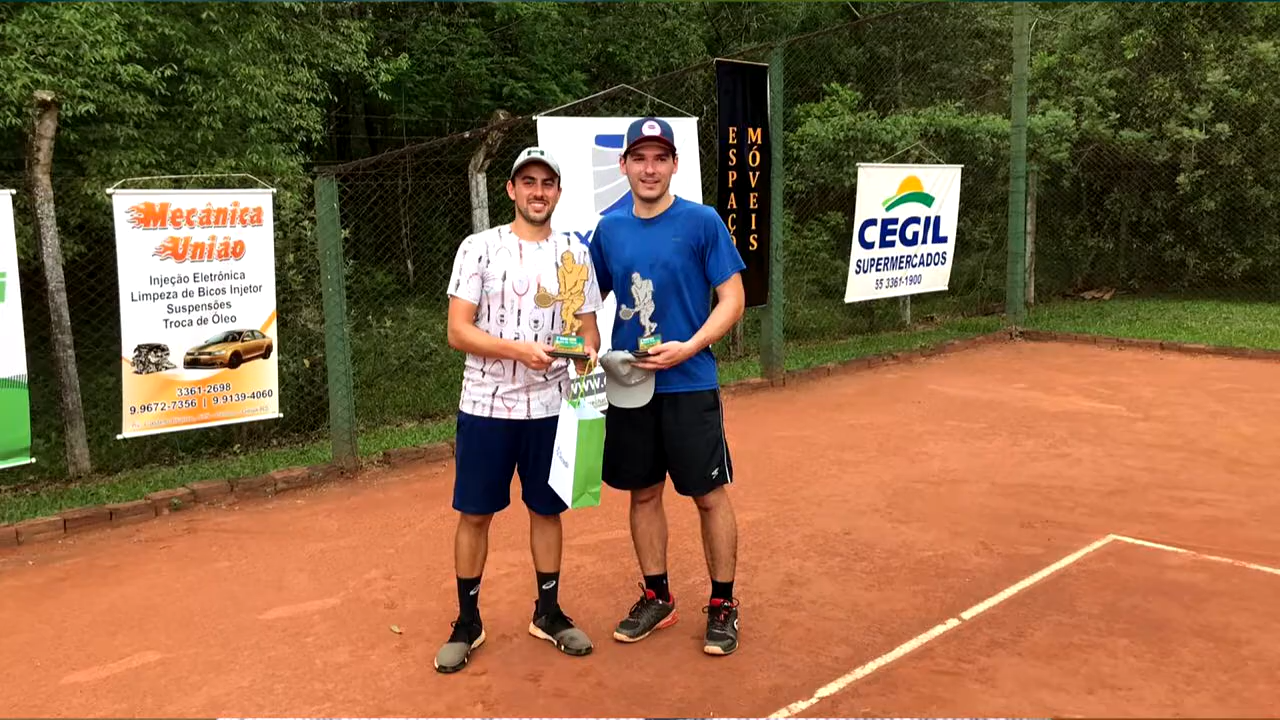 Mecânica
União
Injeção Eletrônica
Limpeza de Bicos Injetor
Suspensões
Troca de Óleo
3361-2698
9.9672-7356 | 9.9139-4060
ESPAÇO
MÓVEIS
CEGIL
SUPERMERCADOS
55 3361-1900
www.